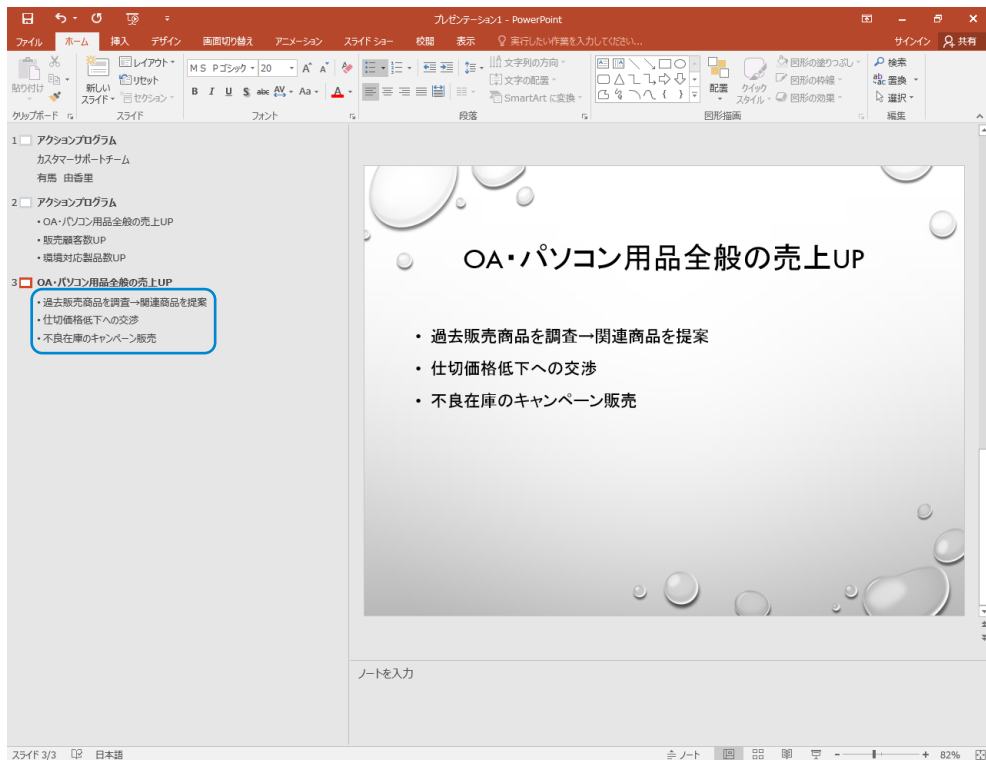 プレゼンテーション1 - PowerPoint
ファイル ホーム 挿入 デザイン 画面切り替え アニメーション スライド ショー 校閲 表示 実行したい作業を入力してください... サインイン 共有
貼り付け
新しい
スライド
レイアウト
リセット
セクション
M S Pゴシック 20
B I U S abc AV Aa A
文字列の方向
文字の配置
SmartArt に変換
配置
クイック
スタイル
図形の塗りつぶし
図形の枠線
図形の効果
検索
置換
選択
クリップボード スライド フォント 段落 図形描画 編集
1 アクションプログラム
カスタマーサポートチーム
有馬 由香里
2 アクションプログラム
・OA・パソコン用品全般の売上UP
・販売顧客数UP
・環境対応製品数UP
3 OA・パソコン用品全般の売上UP
・過去販売商品を調査→関連商品を提案
・仕切価格低下への交渉
・不良在庫のキャンペーン販売
OA・パソコン用品全般の売上UP
• 過去販売商品を調査→関連商品を提案
• 仕切価格低下への交渉
• 不良在庫のキャンペーン販売
ノートを入力
スライド 3/3 日本語 ノート 82%